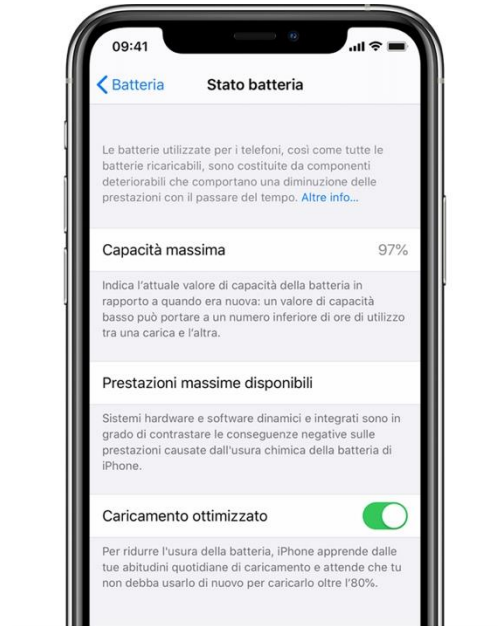 09:41
Batteria
Stato batteria
Le batterie utilizzate per i telefoni, così come tutte le
batterie ricaricabili, sono costituite da componenti
deteriorabili che comportano una diminuzione delle
prestazioni con il passare del tempo. Altre info...
Capacità massima 97%
Indica l'attuale valore di capacità della batteria in
rapporto a quando era nuova: un valore di capacità
basso può portare a un numero inferiore di ore di utilizzo
tra una carica e l'altra.
Prestazioni massime disponibili
Sistemi hardware e software dinamici e integrati sono in
grado di contrastare le conseguenze negative sulle
prestazioni causate dall'usura chimica della batteria di
iPhone.
Caricamento ottimizzato
Per ridurre l'usura della batteria, iPhone apprende dalle
tue abitudini quotidiane di caricamento e attende che tu
non debba usarlo di nuovo per caricarlo oltre l'80%.